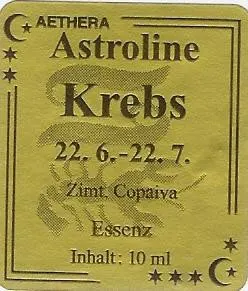 AETHERA
Astroline
Krebs
22. 6.-22. 7.
Zimt, Copaiva
Essenz
Inhalt: 10 ml